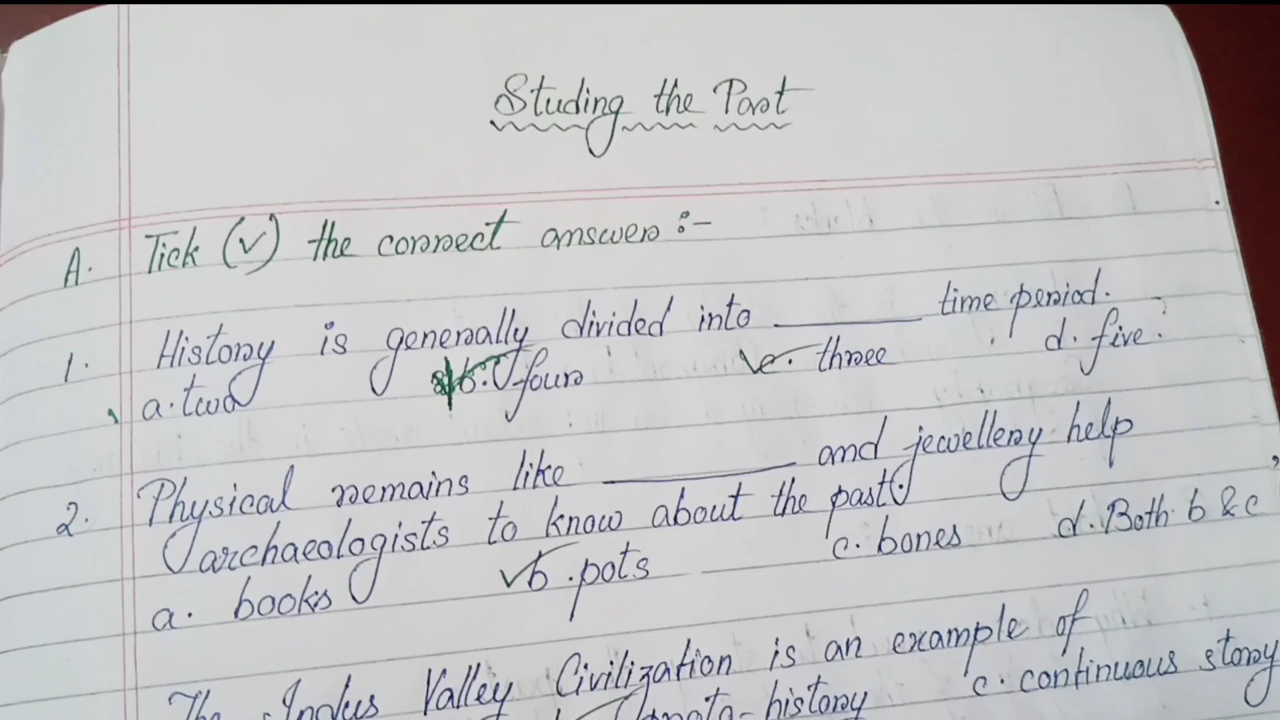 Studing the Past
A. Tick (✓) the correct answer :-
1. History is generally divided into ______ time period.
a. two b. four ✓c. three d. five
2. Physical remains like ______ and jewellery help
archaeologists to know about the past.
a. books ✓b. pots c. bones d. Both b & c
The Indus Valley Civilization is an example of
proto-history c. continuous story